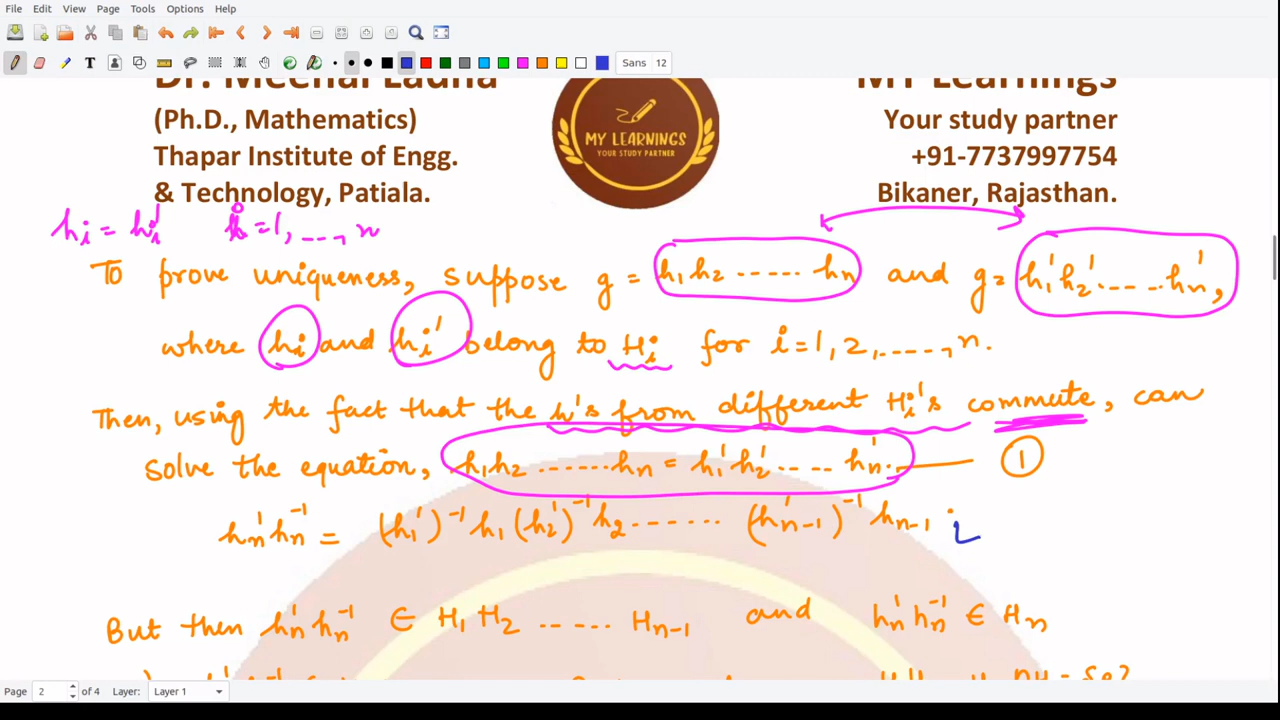 File Edit View Page Tools Options Help
Sans 12
(Ph.D., Mathematics)
Thapar Institute of Engg.
& Technology, Patiala.
MY LEARNINGS
YOUR STUDY PARTNER
Your study partner
+91-7737997754
Bikaner, Rajasthan.
hᵢ = hᵢ' i=1, ..., n
To prove uniqueness, suppose g = h₁h₂ ...... hₙ and g = h₁'h₂' ..... hₙ',
where hᵢ and hᵢ' belong to Hᵢ for i=1, 2, ....., n.
Then, using the fact that the h's from different Hᵢ's commute, can
solve the equation, h₁h₂ ...... hₙ = h₁'h₂' ..... hₙ'. — ①
hₙ'hₙ⁻¹ = (h₁')⁻¹h₁(h₂')⁻¹h₂ ....... (h'ₙ₋₁)⁻¹hₙ₋₁.
But then hₙ'hₙ⁻¹ ∈ H₁H₂ ...... Hₙ₋₁ and hₙ'hₙ⁻¹ ∈ Hₙ
Page 2 of 4 Layer: Layer 1